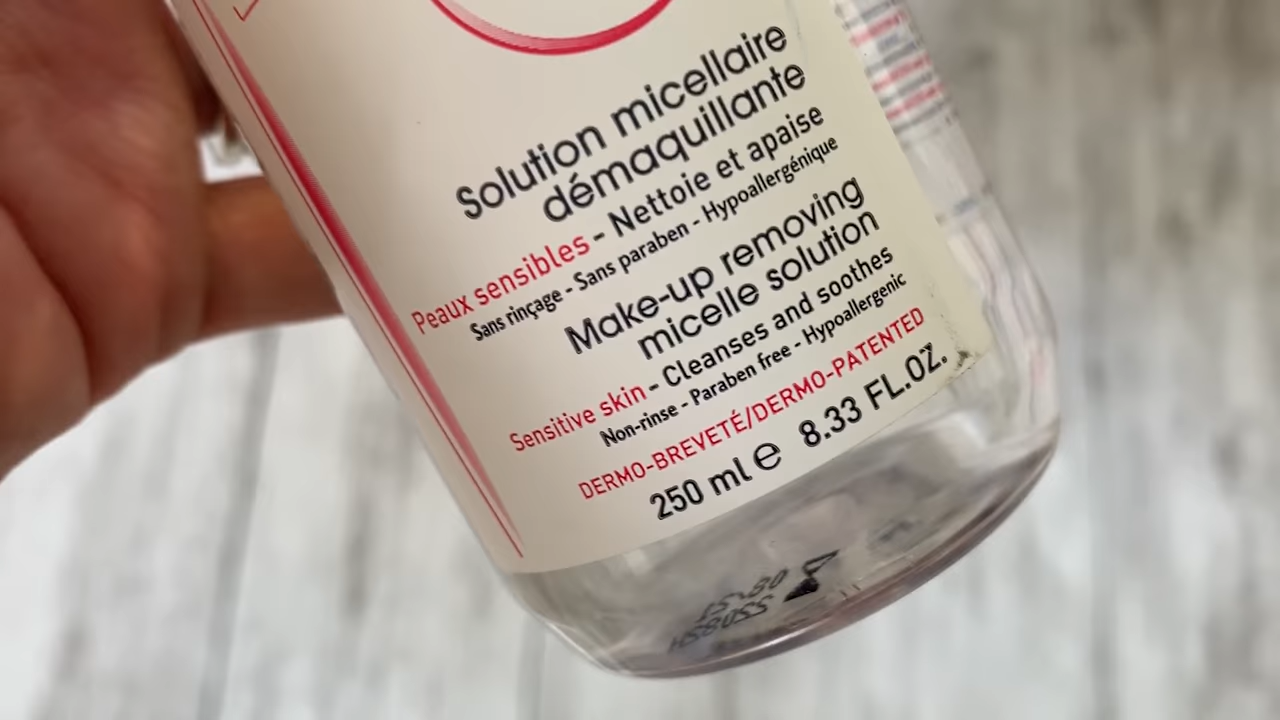 Solution micellaire
démaquillante
Peaux sensibles - Nettoie et apaise
Sans rinçage - Sans paraben - Hypoallergénique
Make-up removing
micelle solution
Sensitive skin - Cleanses and soothes
Non-rinse - Paraben free - Hypoallergenic
DERMO-BREVETÉ/DERMO-PATENTED
250 ml e 8.33 FL.OZ.